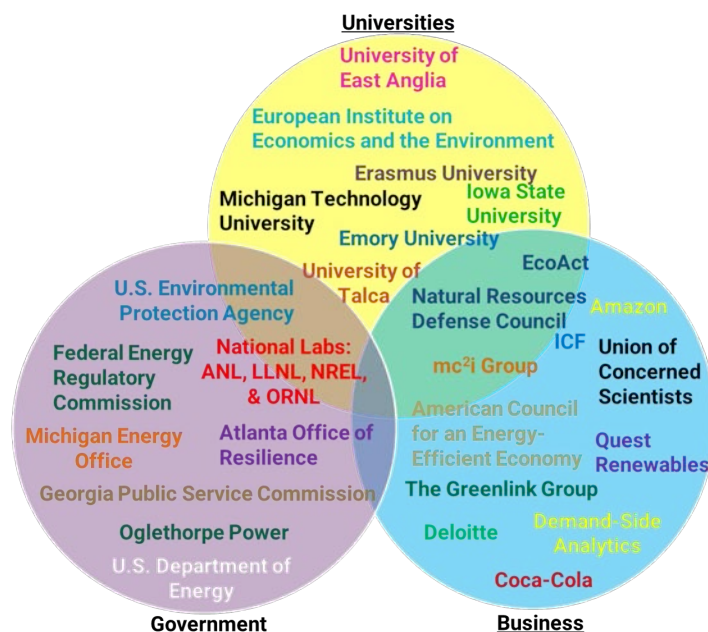 Universities
University of
East Anglia
European Institute on
Economics and the Environment
Erasmus University
Michigan Technology
University
Iowa State
University
Emory University
University of
Talca
EcoAct
U.S. Environmental
Protection Agency
Natural Resources
Defense Council
Amazon
ICF
Federal Energy
Regulatory
Commission
National Labs:
ANL, LLNL, NREL,
& ORNL
mc²i Group
Union of
Concerned
Scientists
Michigan Energy
Office
Atlanta Office of
Resilience
American Council
for an Energy-
Efficient Economy
Quest
Renewables
Georgia Public Service Commission
The Greenlink Group
Oglethorpe Power
Deloitte
Demand-Side
Analytics
U.S. Department of
Energy
Coca-Cola
Government
Business